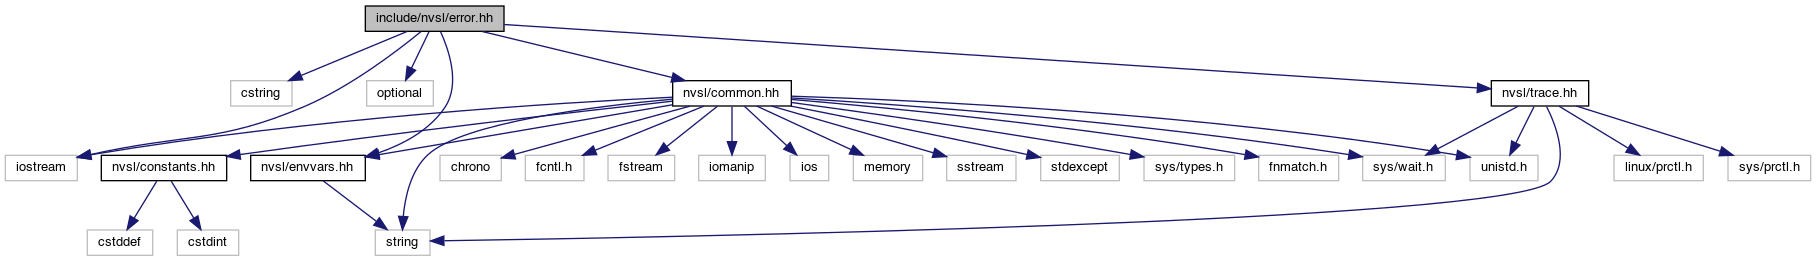 include/nvsl/error.hh
cstring
optional
nvsl/common.hh
nvsl/trace.hh
iostream
nvsl/constants.hh
nvsl/envvars.hh
chrono
fcntl.h
fstream
iomanip
ios
memory
sstream
stdexcept
sys/types.h
fnmatch.h
sys/wait.h
unistd.h
linux/prctl.h
sys/prctl.h
cstddef
cstdint
string